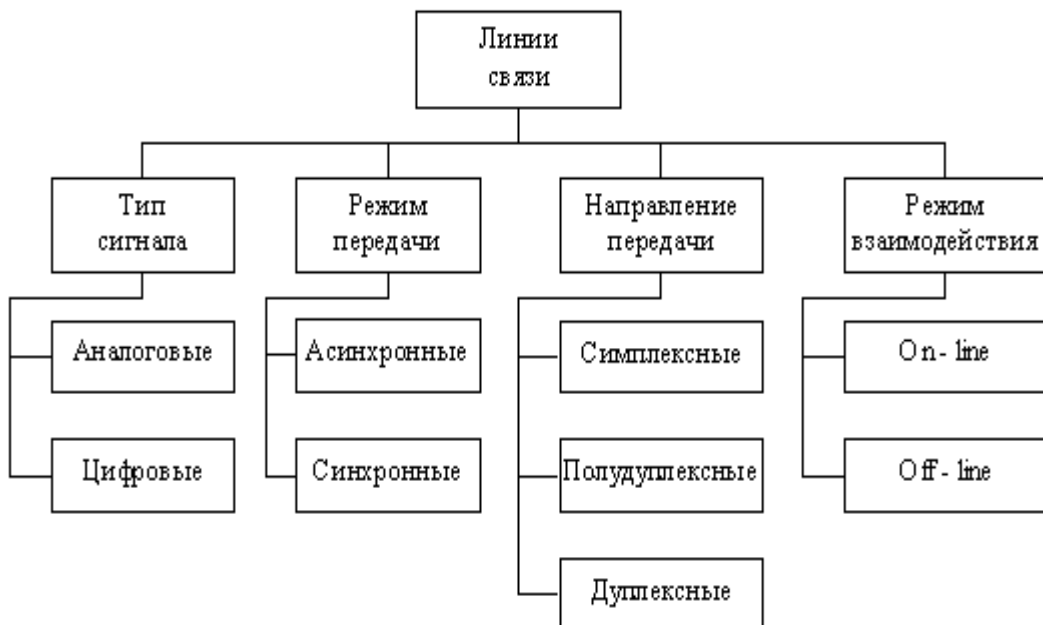 Линии
связи
Тип
сигнала
Режим
передачи
Направление
передачи
Режим
взаимодействия
Аналоговые
Асинхронные
Симплексные
On - line
Цифровые
Синхронные
Полудуплексные
Off - line
Дуплексные